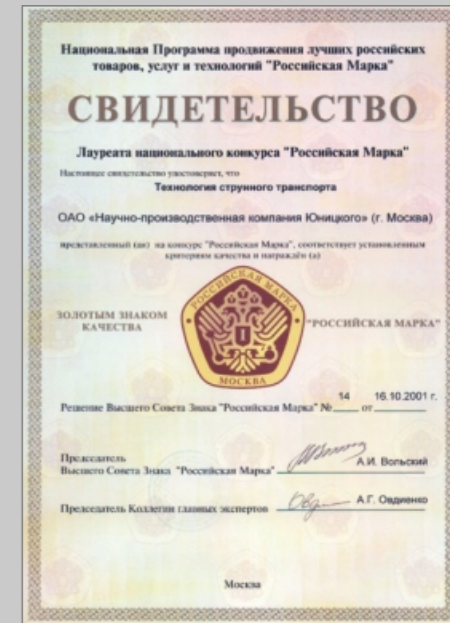 Национальная Программа продвижения лучших российских
товаров, услуг и технологий "Российская Марка"
СВИДЕТЕЛЬСТВО
Лауреата национального конкурса "Российская Марка"
Настоящее свидетельство удостоверяет, что
Технология струнного транспорта
ОАО «Научно-производственная компания Юницкого» (г. Москва)
представленный (ая) на конкурс "Российская Марка", соответствует установленным
критериям качества и награждён (а)
РОССИЙСКАЯ МАРКА
ЗОЛОТЫМ ЗНАКОМ
КАЧЕСТВА
"РОССИЙСКАЯ МАРКА"
МОСКВА
Решение Высшего Совета Знака "Российская Марка" № 14 от 16.10.2001 г.
Председатель
Высшего Совета Знака "Российская Марка" А.И. Вольский
Председатель Коллегии главных экспертов А.Г. Овдиенко
Москва